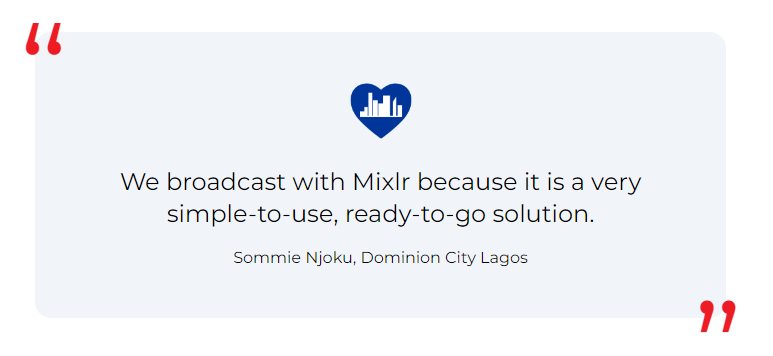 “
We broadcast with Mixlr because it is a very
simple-to-use, ready-to-go solution.
Sommie Njoku, Dominion City Lagos
”